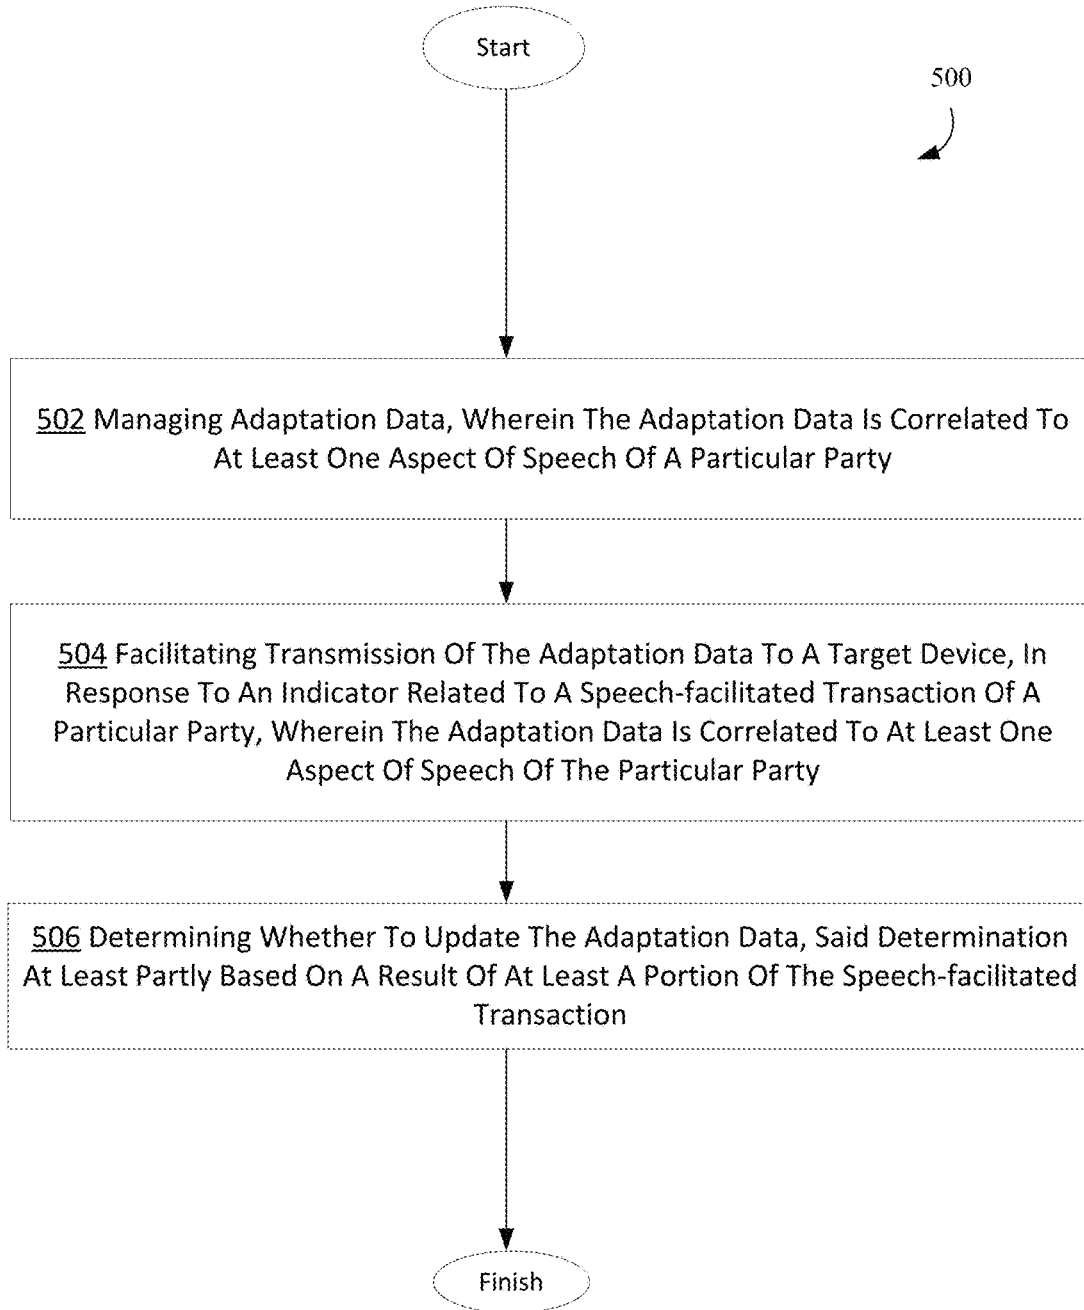 Start
500
502 Managing Adaptation Data, Wherein The Adaptation Data Is Correlated To
At Least One Aspect Of Speech Of A Particular Party
504 Facilitating Transmission Of The Adaptation Data To A Target Device, In
Response To An Indicator Related To A Speech-facilitated Transaction Of A
Particular Party, Wherein The Adaptation Data Is Correlated To At Least One
Aspect Of Speech Of The Particular Party
506 Determining Whether To Update The Adaptation Data, Said Determination
At Least Partly Based On A Result Of At Least A Portion Of The Speech-facilitated
Transaction
Finish